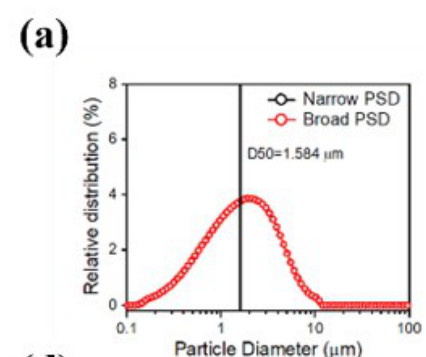 (a)
8
6
4
2
0
Relative distribution (%)
Narrow PSD
Broad PSD
D50=1.584 μm
0.1
1
10
100
Particle Diameter (μm)